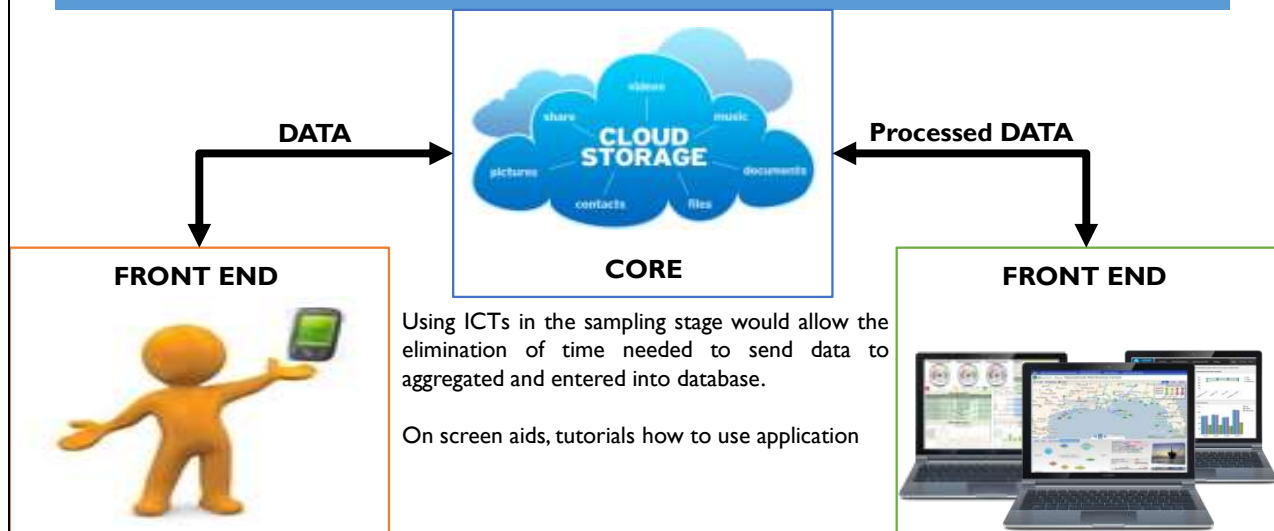 DATA
Processed DATA
videos
share
music
CLOUD
STORAGE
pictures
documents
contacts
files
CORE
FRONT END
FRONT END
Using ICTs in the sampling stage would allow the
elimination of time needed to send data to
aggregated and entered into database.
On screen aids, tutorials how to use application